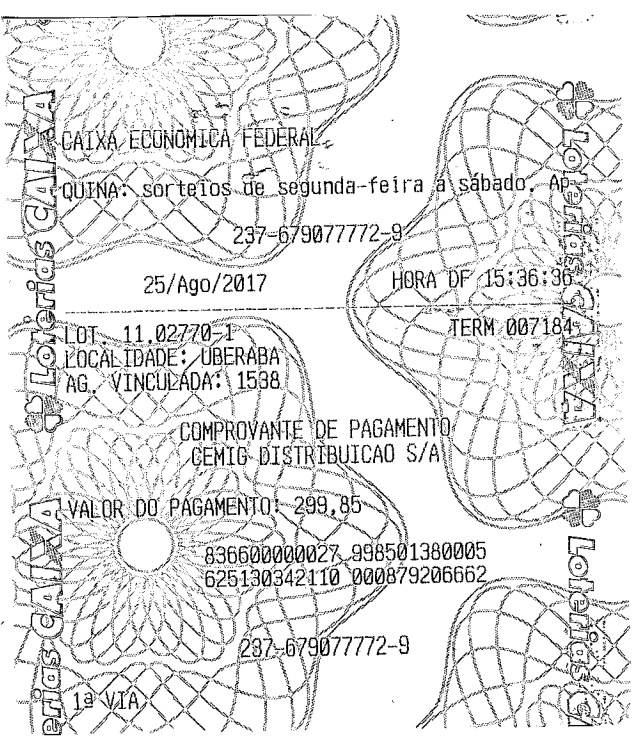 CAIXA ECONOMICA FEDERAL
QUINA: sorteios de segunda-feira a sábado. Ap
237-679077772-9
25/Ago/2017 HORA DF 15:36:36
TERM 007184
LOT. 11.02770-1
LOCALIDADE: UBERABA
AG. VINCULADA: 1538
COMPROVANTE DE PAGAMENTO
CEMIG DISTRIBUICAO S/A
VALOR DO PAGAMENTO: 299,85
836600000027 998501380005
625130342110 000879206662
237-679077772-9
1ª VIA
Loterias CAIXA
erias CAIXA
Loterias CAIXA
Loterias C